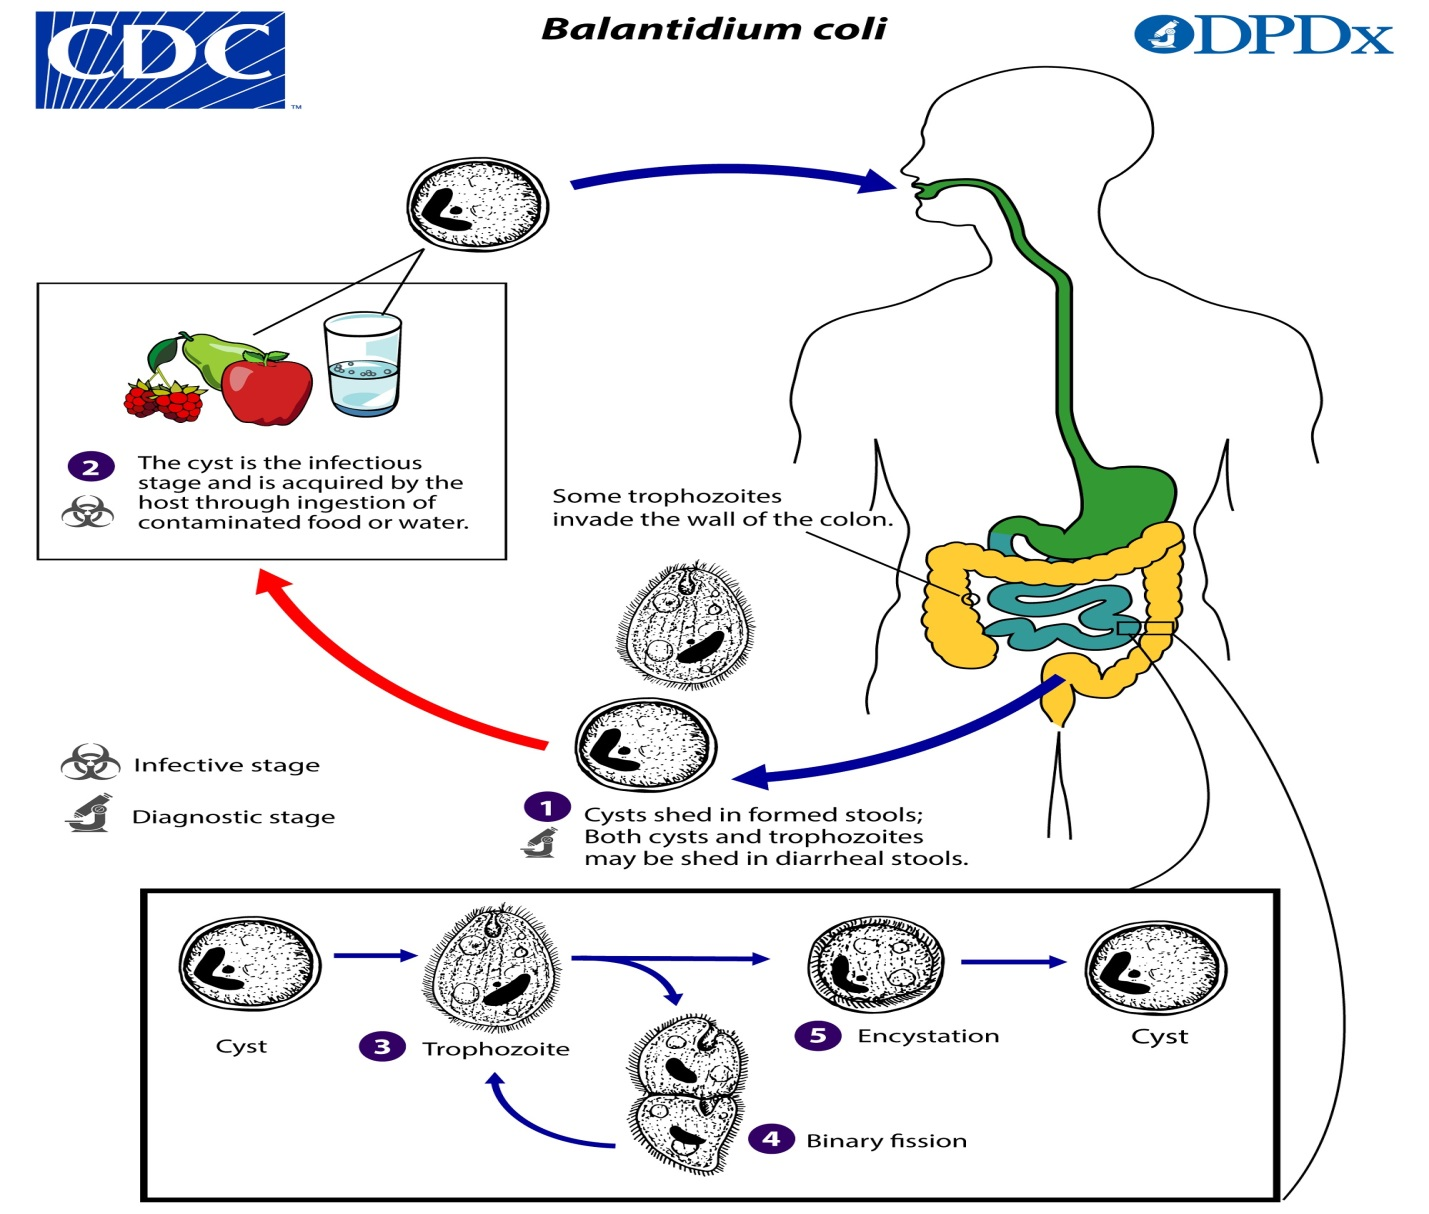 CDC
TM
Balantidium coli
DPDx
2
The cyst is the infectious
stage and is acquired by the
host through ingestion of
contaminated food or water.
Some trophozoites
invade the wall of the colon.
Infective stage
Diagnostic stage
1
Cysts shed in formed stools;
Both cysts and trophozoites
may be shed in diarrheal stools.
Cyst
3 Trophozoite
5 Encystation
Cyst
4 Binary fission